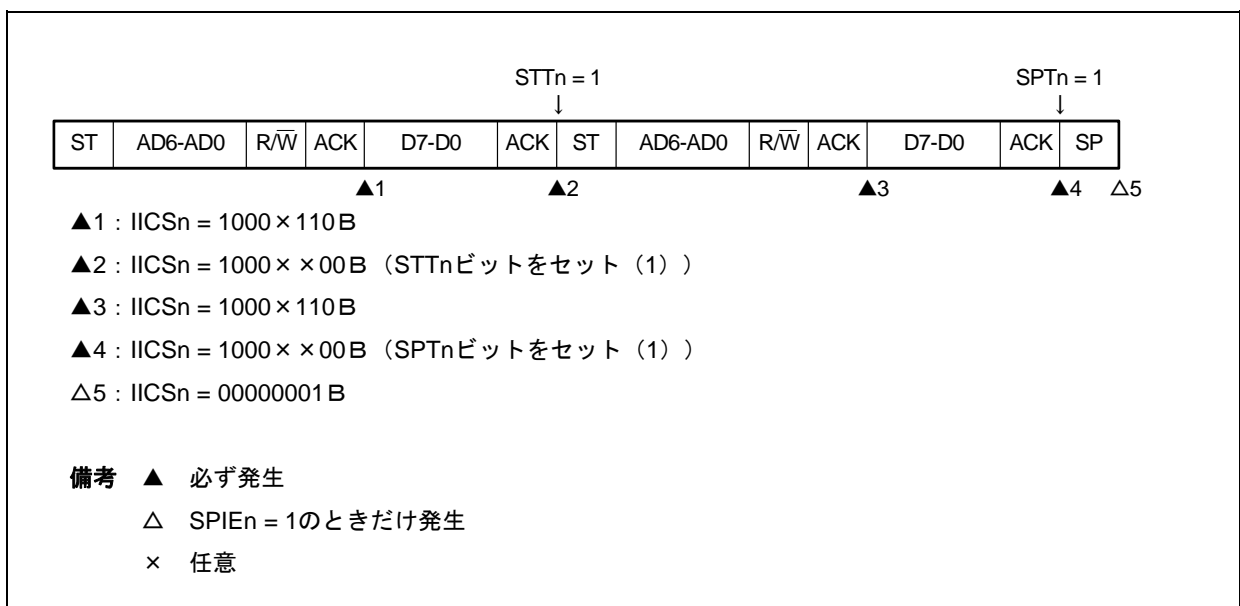 STTn = 1 SPTn = 1
↓ ↓
ST AD6-AD0 R/W̅ ACK D7-D0 ACK ST AD6-AD0 R/W̅ ACK D7-D0 ACK SP
▲1 ▲2 ▲3 ▲4 △5
▲1：IICSn = 1000×110B
▲2：IICSn = 1000××00B（STTnビットをセット（1））
▲3：IICSn = 1000×110B
▲4：IICSn = 1000××00B（SPTnビットをセット（1））
△5：IICSn = 00000001B
備考 ▲ 必ず発生
△ SPIEn = 1のときだけ発生
× 任意